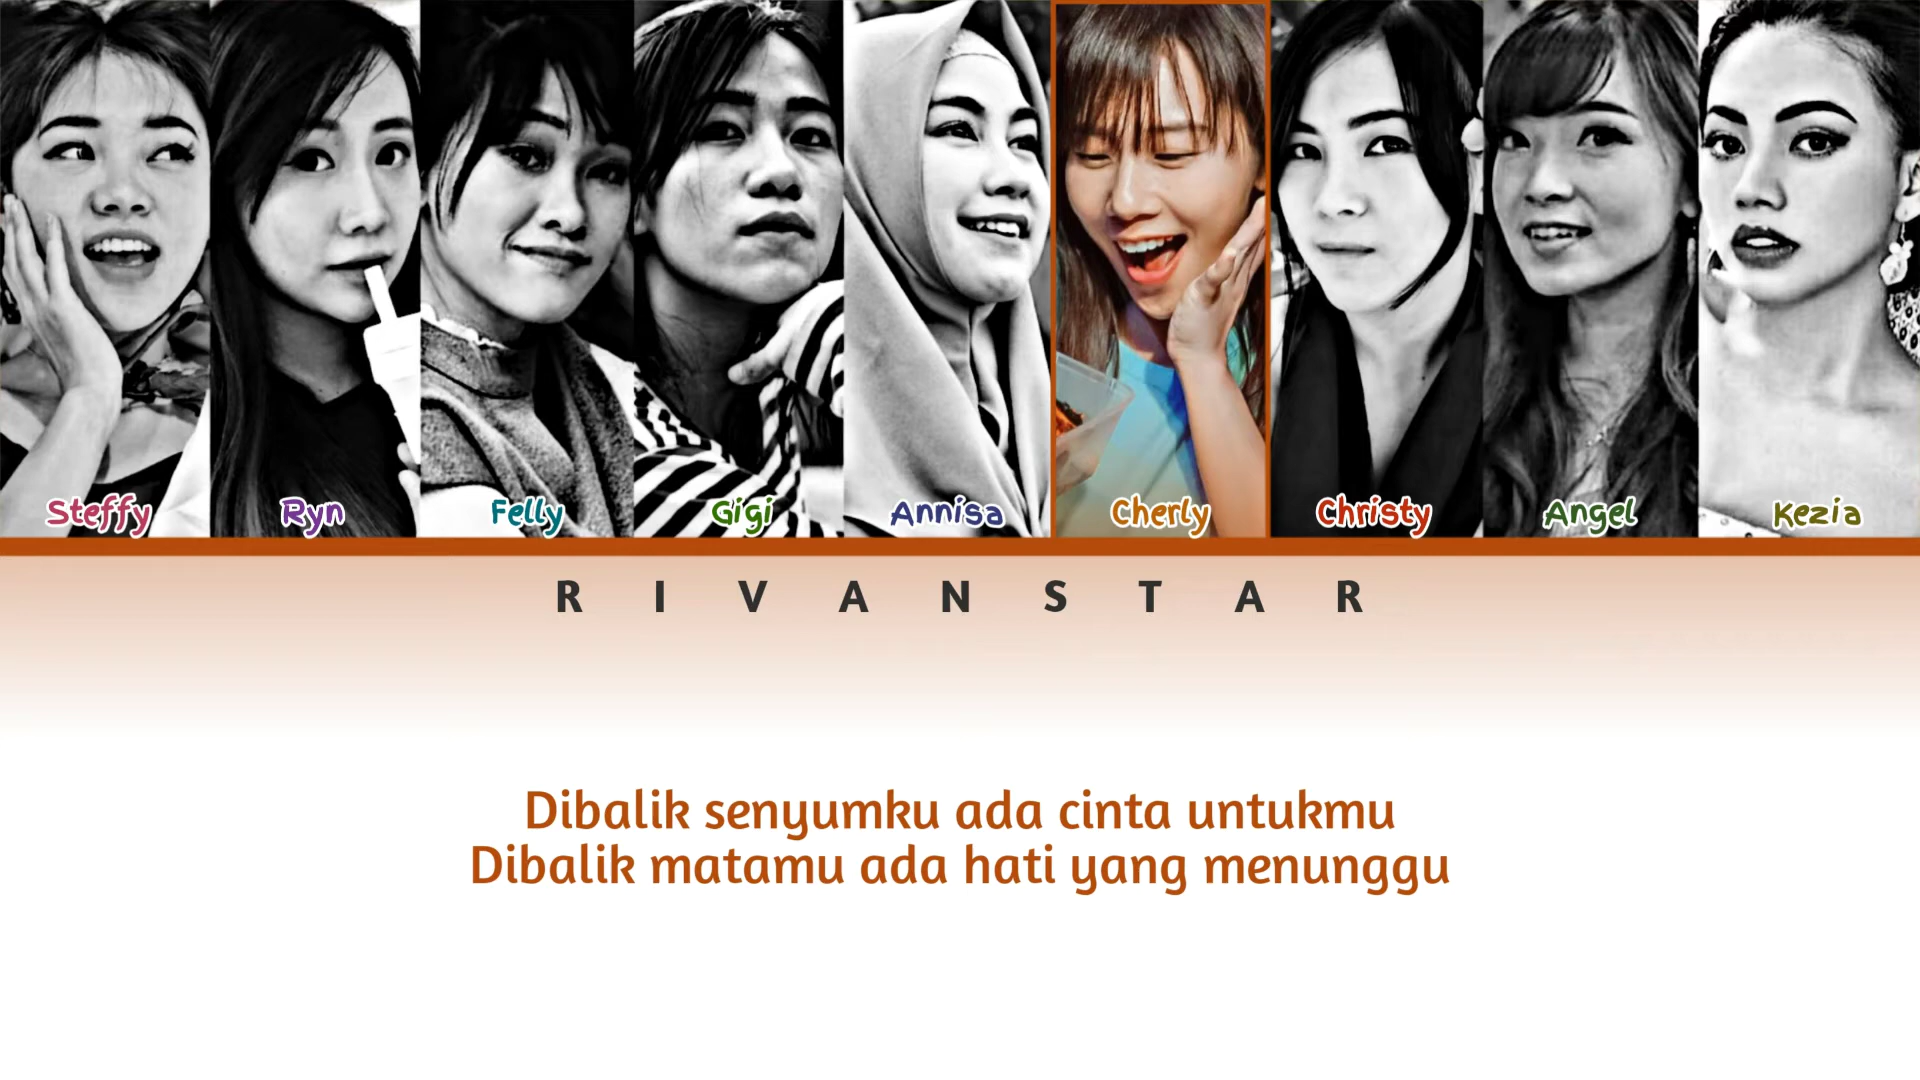 Steffy Ryn Felly Gigi Annisa Cherly Christy Angel Kezia
RIVANSTAR
Dibalik senyumku ada cinta untukmu
Dibalik matamu ada hati yang menunggu